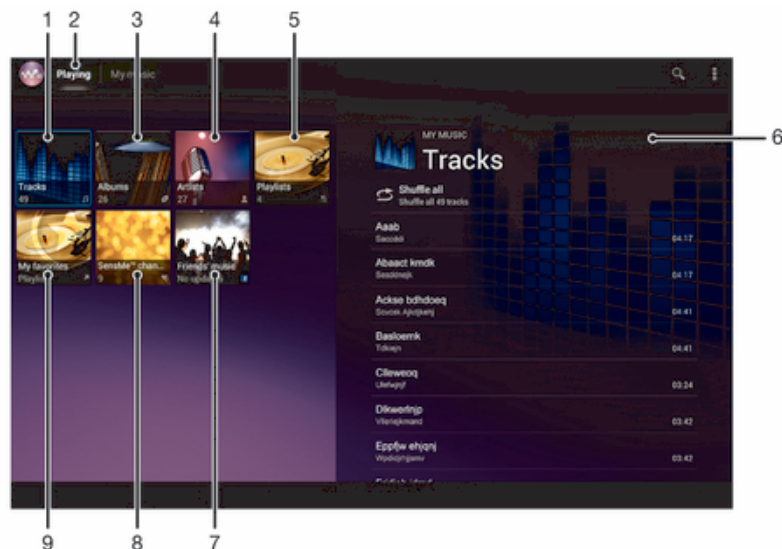 1 2 3 4 5
Playing My music
MY MUSIC
Tracks
6
Tracks Albums Artists Playlists
49 26 27 4
Shuffle all
Shuffle all 49 tracks
Aaab
04:17
My favorites SensMe™ chan... Friends' music
Playlist 9 No updates
Abaact kmdk
04:17
Ackse bdhdoeq
04:41
Basloemk
04:41
Clleweoq
03:24
Dlkwerlnjp
03:42
Eppfjw ehjqnj
03:42
9 8 7